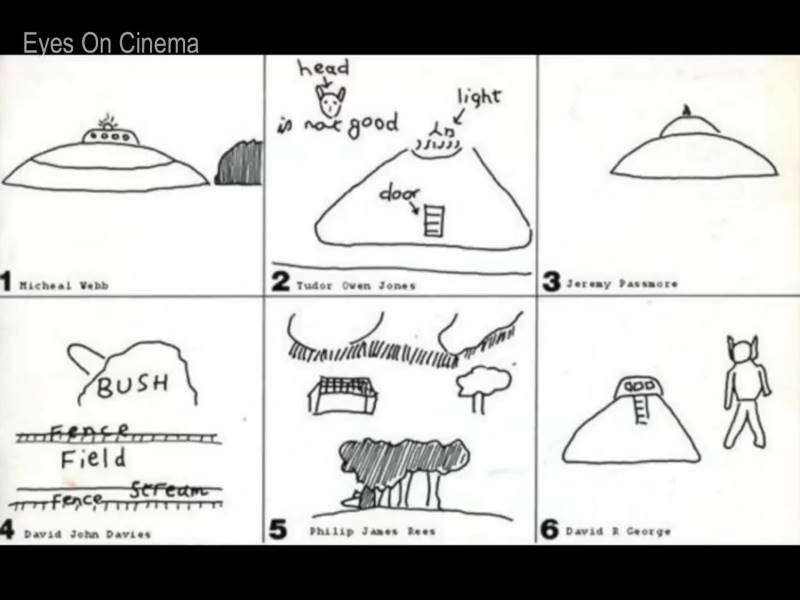 Eyes On Cinema
1 Micheal Webb
head
is not good
light
door
2 Tudor Owen Jones
3 Jeremy Passmore
BUSH
Fence
Field
Stream
Fence
4 David John Davies
5 Philip James Rees
6 David R George